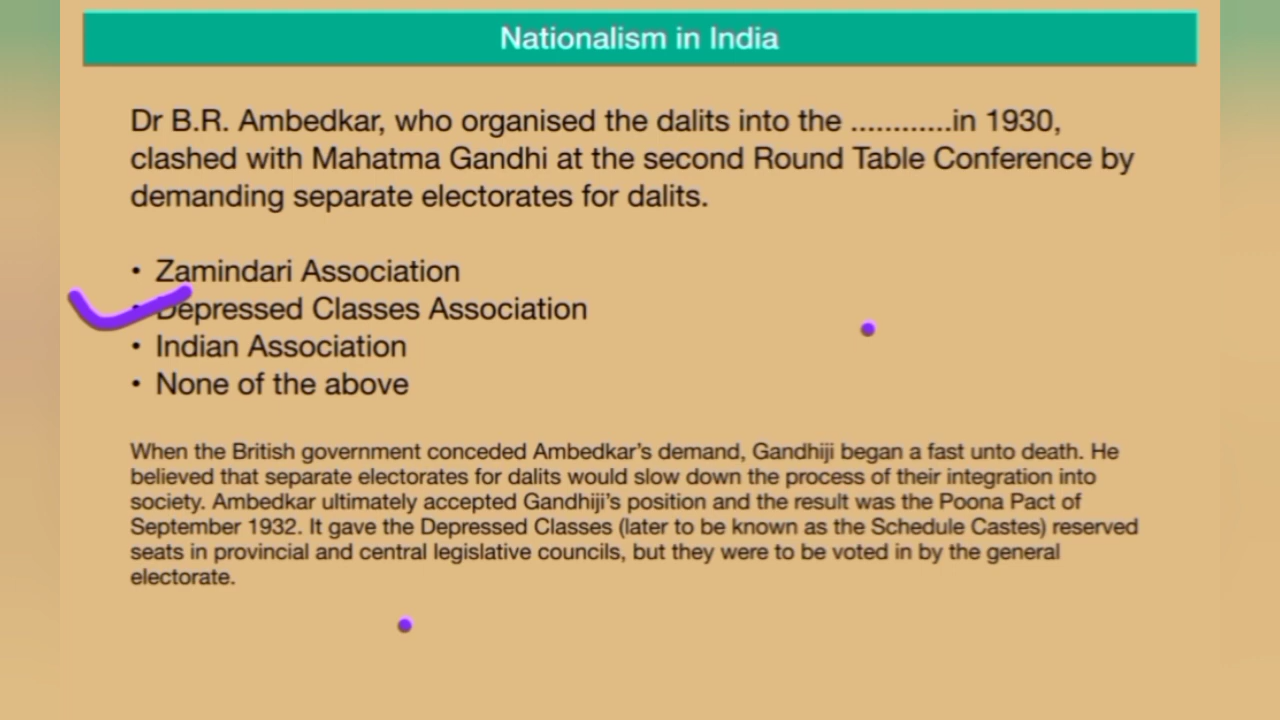 Nationalism in India
Dr B.R. Ambedkar, who organised the dalits into the ............in 1930,
clashed with Mahatma Gandhi at the second Round Table Conference by
demanding separate electorates for dalits.
• Zamindari Association
• Depressed Classes Association
• Indian Association
• None of the above
When the British government conceded Ambedkar's demand, Gandhiji began a fast unto death. He
believed that separate electorates for dalits would slow down the process of their integration into
society. Ambedkar ultimately accepted Gandhiji's position and the result was the Poona Pact of
September 1932. It gave the Depressed Classes (later to be known as the Schedule Castes) reserved
seats in provincial and central legislative councils, but they were to be voted in by the general
electorate.